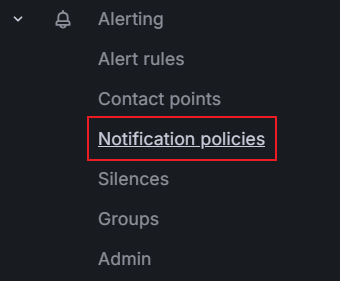 Alerting
Alert rules
Contact points
Notification policies
Silences
Groups
Admin